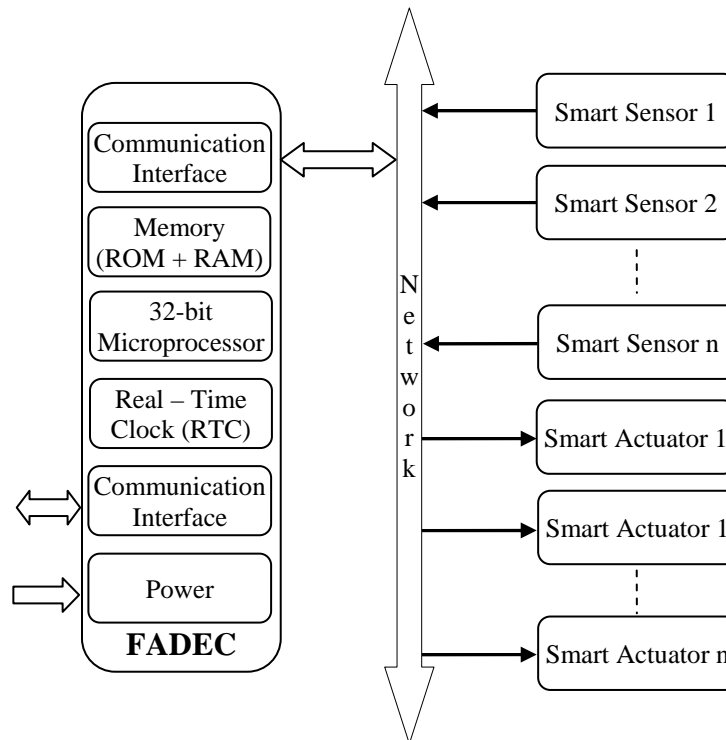 Communication
Interface
Memory
(ROM + RAM)
32-bit
Microprocessor
Real – Time
Clock (RTC)
Communication
Interface
Power
FADEC
Network
Smart Sensor 1
Smart Sensor 2
Smart Sensor n
Smart Actuator 1
Smart Actuator 1
Smart Actuator n